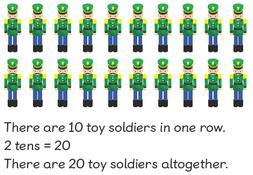 There are 10 toy soldiers in one row.
2 tens = 20
There are 20 toy soldiers altogether.